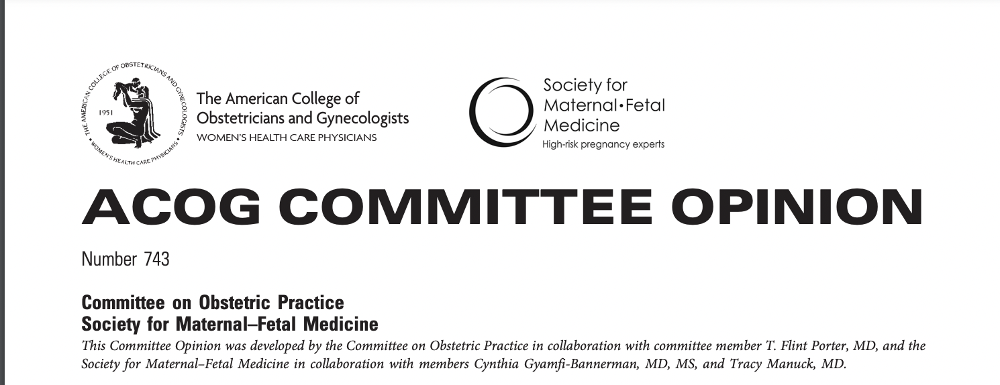 THE AMERICAN COLLEGE OF OBSTETRICIANS AND GYNECOLOGISTS • WOMEN'S HEALTH CARE PHYSICIANS •
1951
The American College of
Obstetricians and Gynecologists
WOMEN'S HEALTH CARE PHYSICIANS
Society for
Maternal•Fetal
Medicine
High-risk pregnancy experts
ACOG COMMITTEE OPINION
Number 743
Committee on Obstetric Practice
Society for Maternal–Fetal Medicine
This Committee Opinion was developed by the Committee on Obstetric Practice in collaboration with committee member T. Flint Porter, MD, and the
Society for Maternal–Fetal Medicine in collaboration with members Cynthia Gyamfi-Bannerman, MD, MS, and Tracy Manuck, MD.